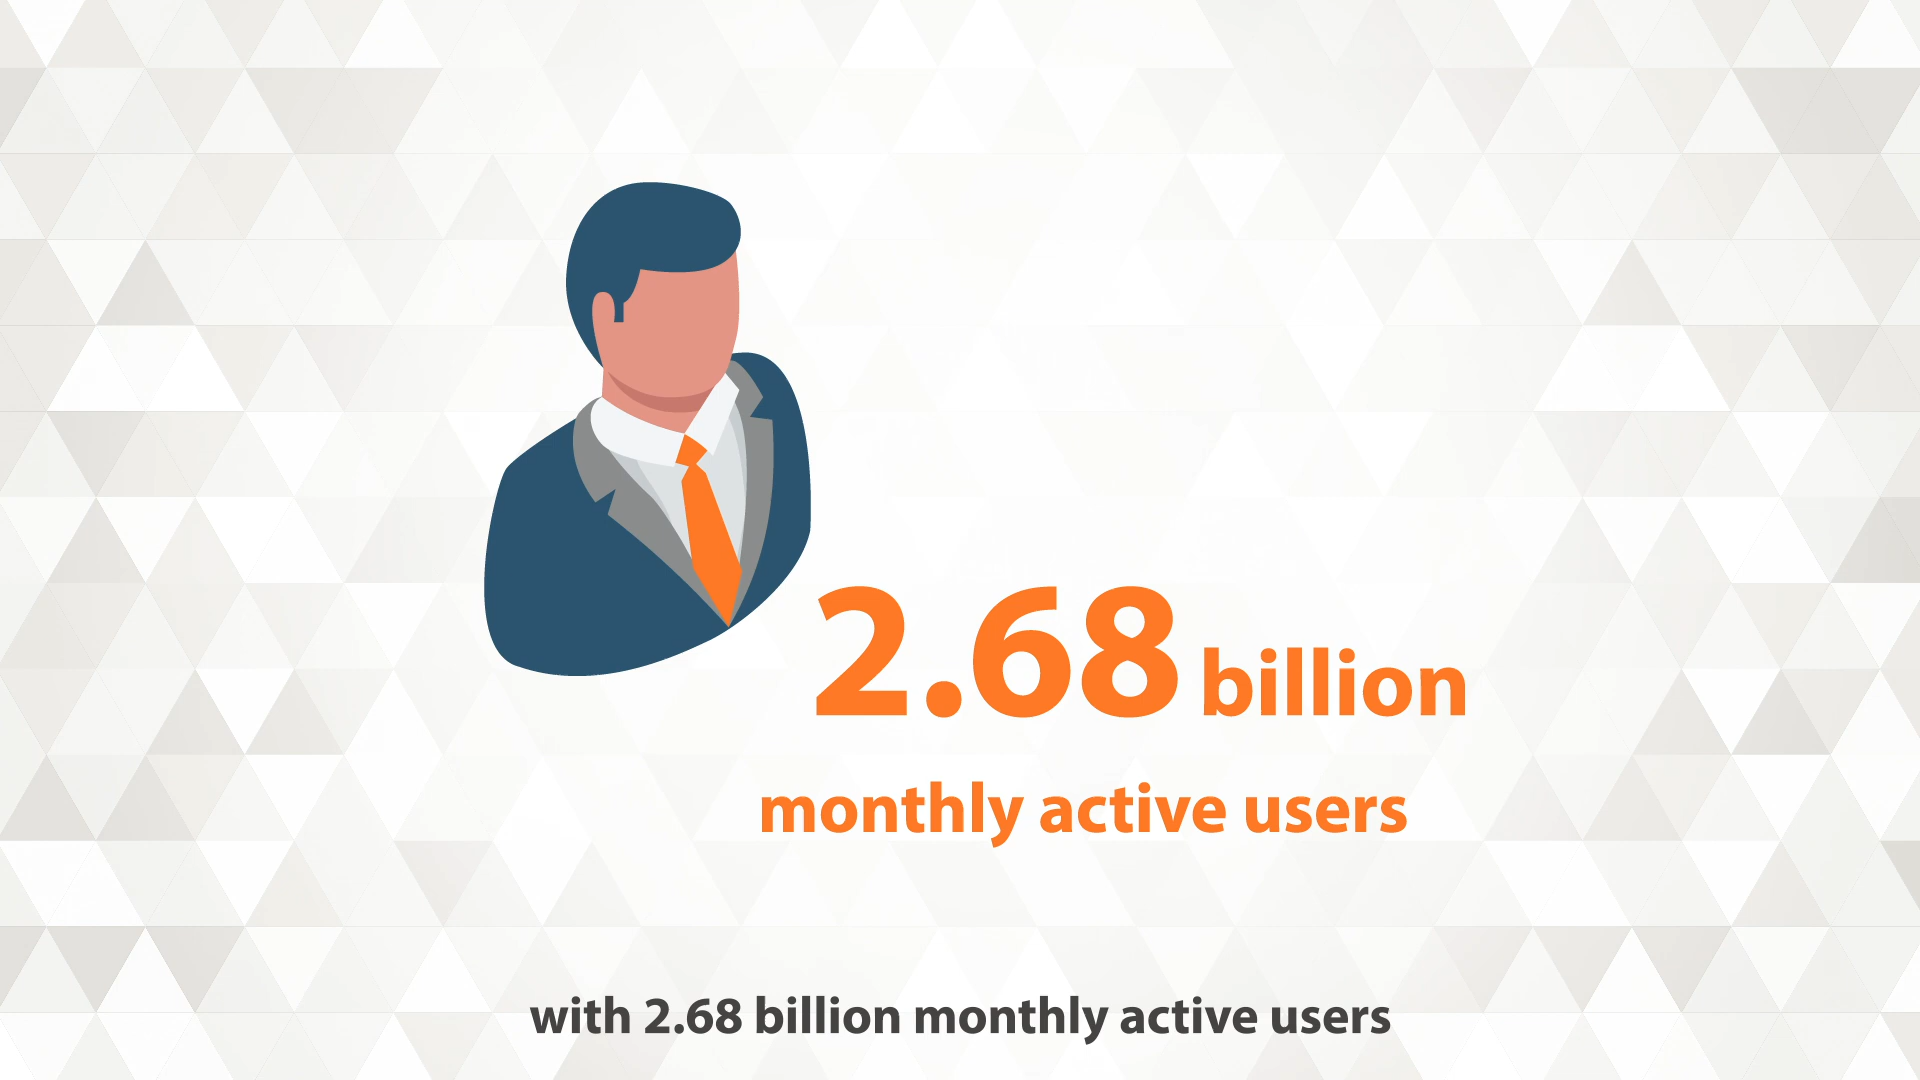 2.68 billion
monthly active users
with 2.68 billion monthly active users